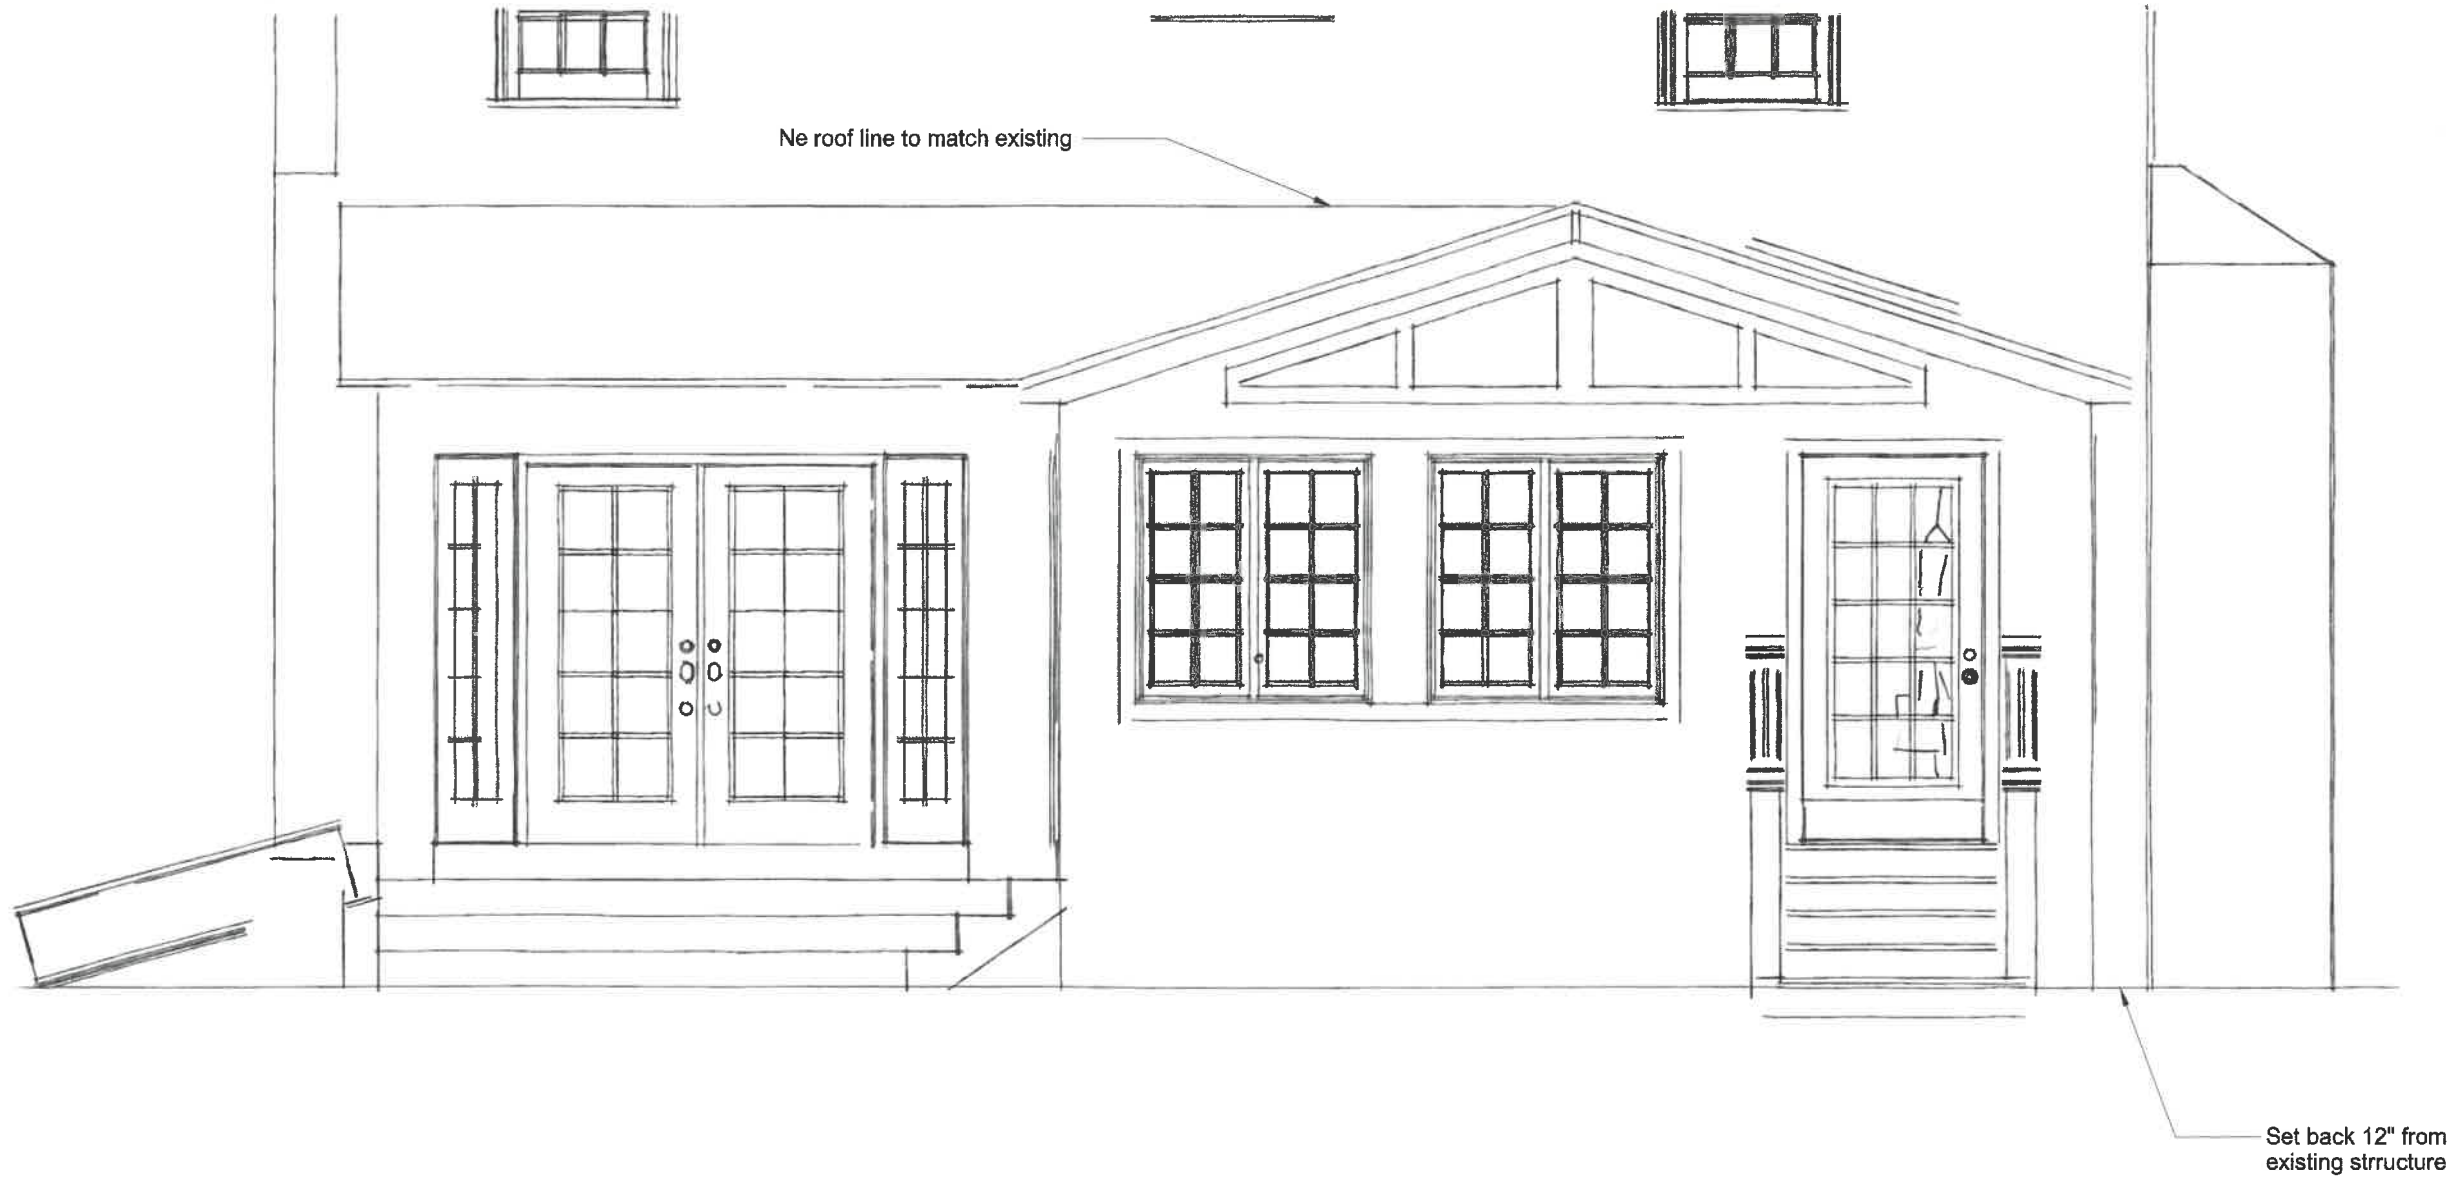 Ne roof line to match existing
Set back 12" from
existing strructure